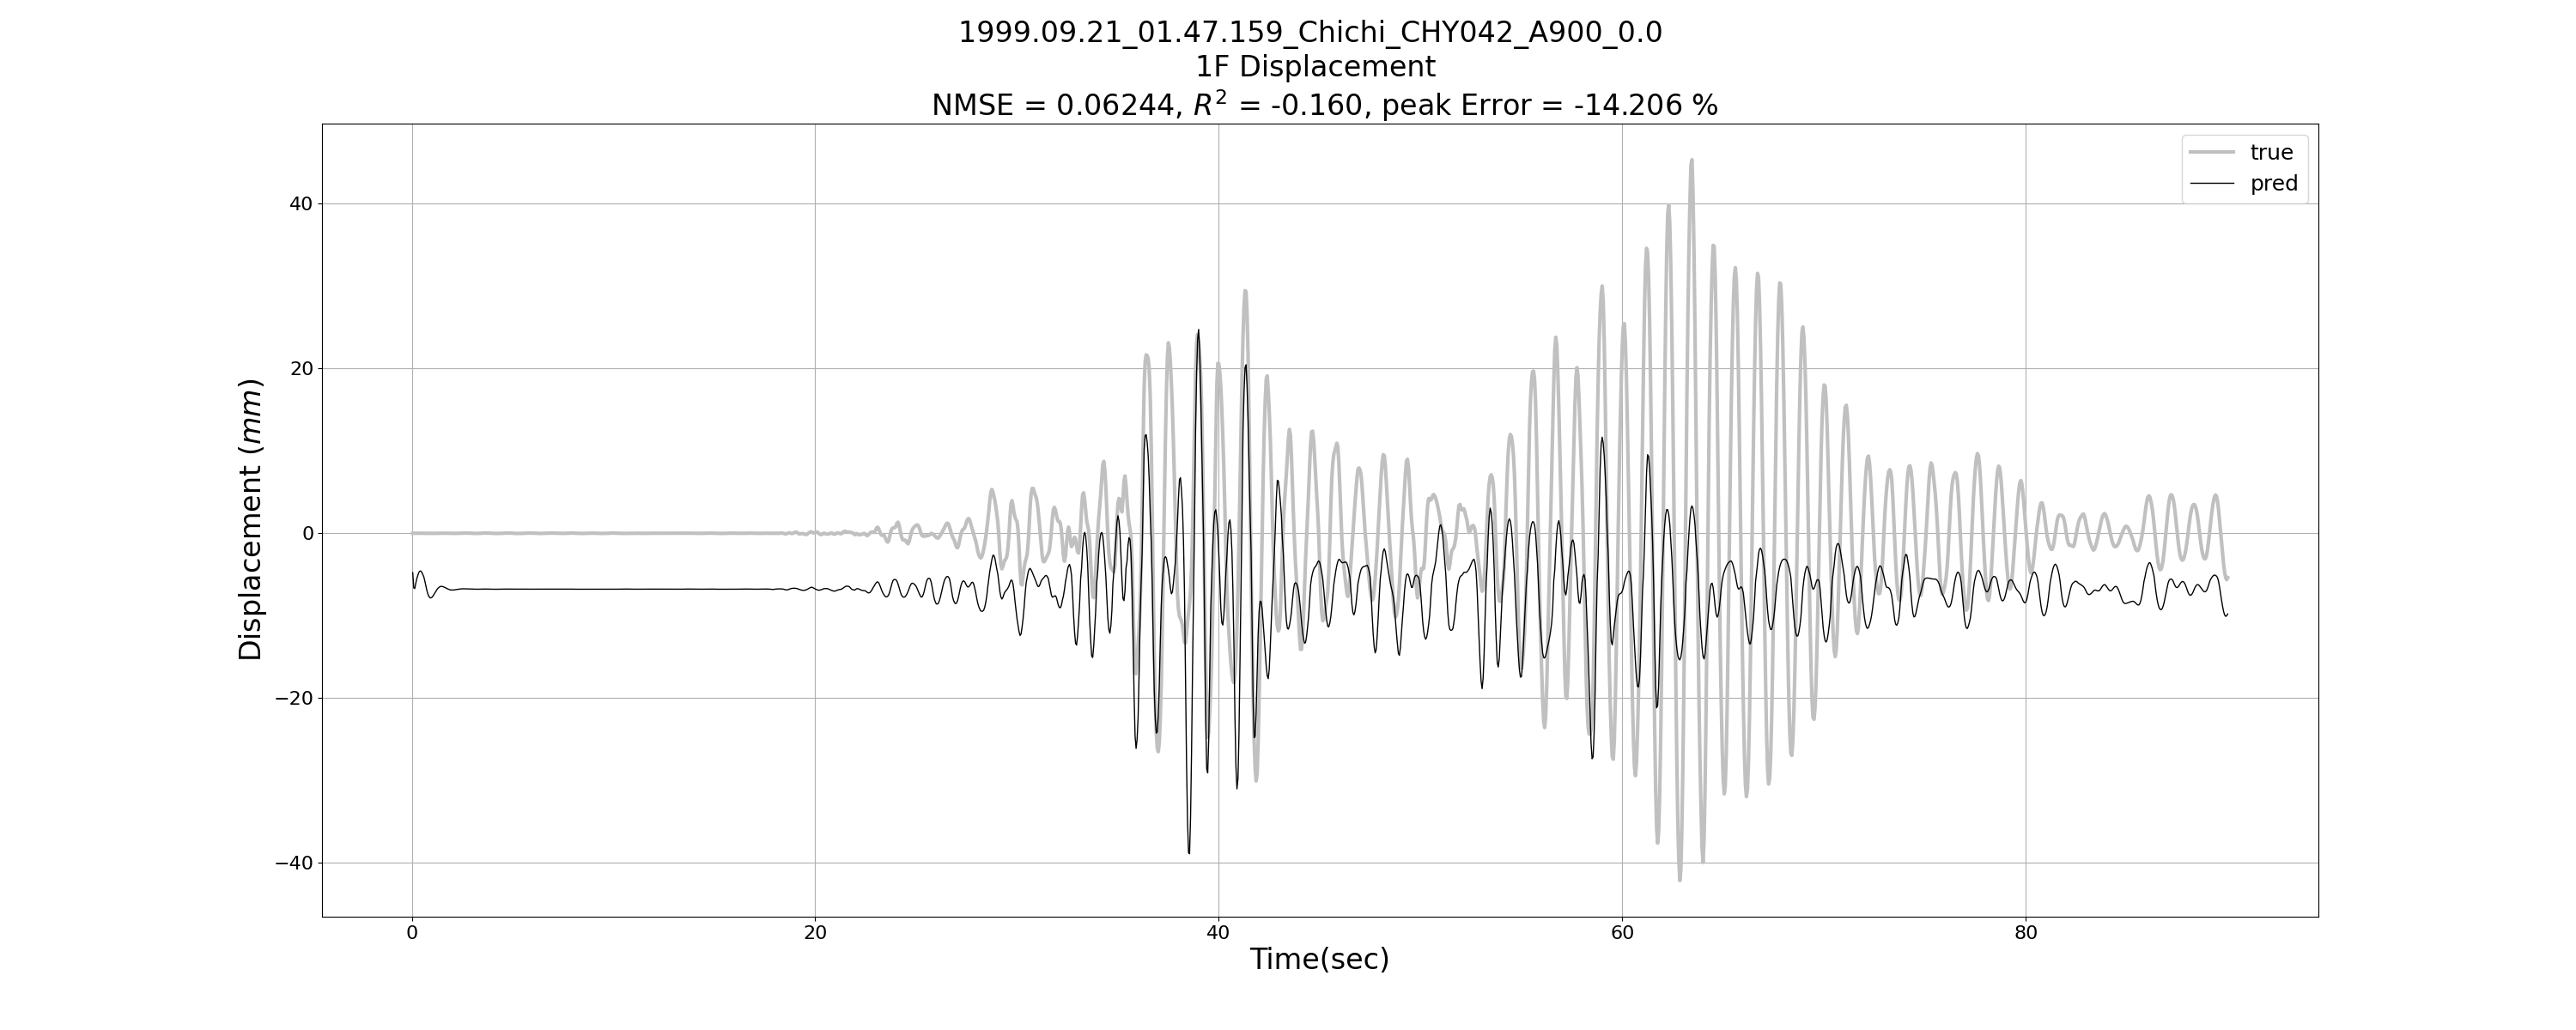 1999.09.21_01.47.159_Chichi_CHY042_A900_0.0
1F Displacement
NMSE = 0.06244, R² = -0.160, peak Error = -14.206 %
true
pred
Displacement (mm)
40
20
0
−20
−40
0 20 40 60 80
Time(sec)